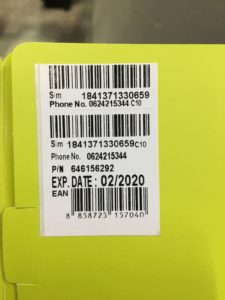 Sim 1841371330659
Phone No. 0624215344 C10
Sim 1841371330659C10
Phone No. 0624215344
P/N 646156292
EXP. DATE : 02/2020
EAN
8 858725 157040